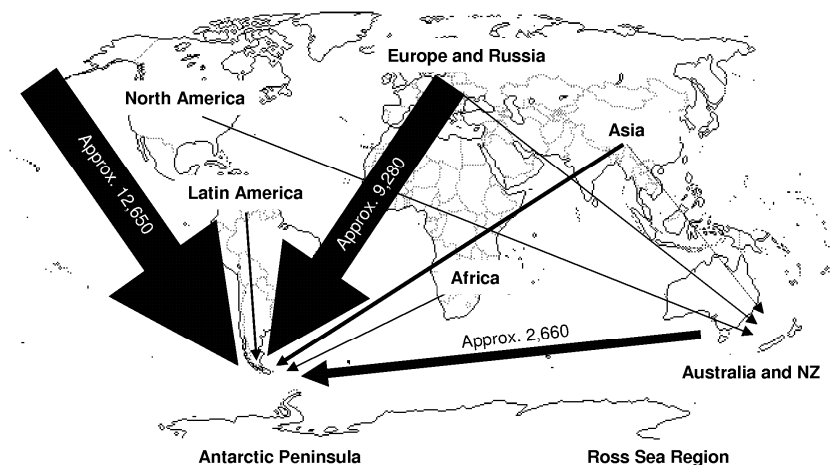 Europe and Russia
North America
Asia
Approx. 12,650
Approx. 9,280
Latin America
Africa
Approx. 2,660
Australia and NZ
Antarctic Peninsula
Ross Sea Region